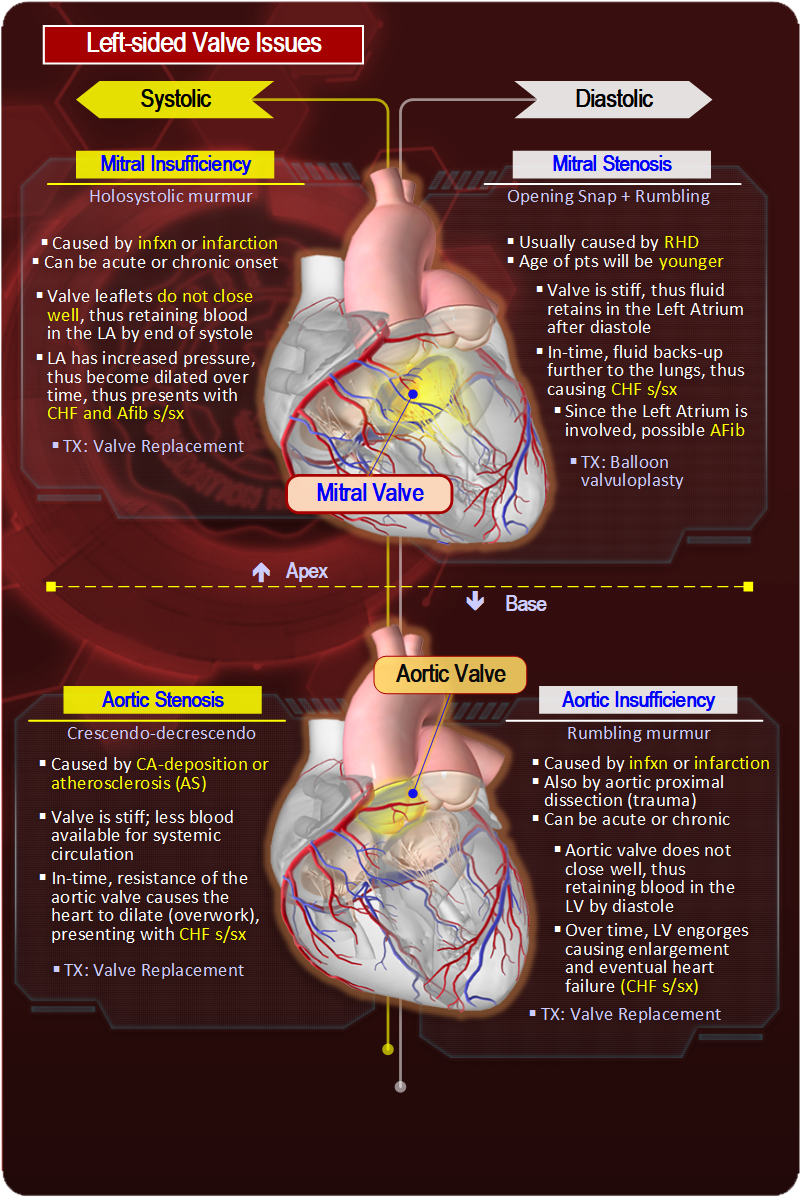 Left-sided Valve Issues
Systolic
Diastolic
Mitral Insufficiency
Holosystolic murmur
▪ Caused by infxn or infarction
▪ Can be acute or chronic onset
▪ Valve leaflets do not close
well, thus retaining blood
in the LA by end of systole
▪ LA has increased pressure,
thus become dilated over
time, thus presents with
CHF and Afib s/sx
▪ TX: Valve Replacement
Mitral Stenosis
Opening Snap + Rumbling
▪ Usually caused by RHD
▪ Age of pts will be younger
▪ Valve is stiff, thus fluid
retains in the Left Atrium
after diastole
▪ In-time, fluid backs-up
further to the lungs, thus
causing CHF s/sx
▪ Since the Left Atrium is
involved, possible AFib
▪ TX: Balloon
valvuloplasty
Mitral Valve
Apex
Base
Aortic Valve
Aortic Stenosis
Crescendo-decrescendo
▪ Caused by CA-deposition or
atherosclerosis (AS)
▪ Valve is stiff; less blood
available for systemic
circulation
▪ In-time, resistance of the
aortic valve causes the
heart to dilate (overwork),
presenting with CHF s/sx
▪ TX: Valve Replacement
Aortic Insufficiency
Rumbling murmur
▪ Caused by infxn or infarction
▪ Also by aortic proximal
dissection (trauma)
▪ Can be acute or chronic
▪ Aortic valve does not
close well, thus
retaining blood in the
LV by diastole
▪ Over time, LV engorges
causing enlargement
and eventual heart
failure (CHF s/sx)
▪ TX: Valve Replacement